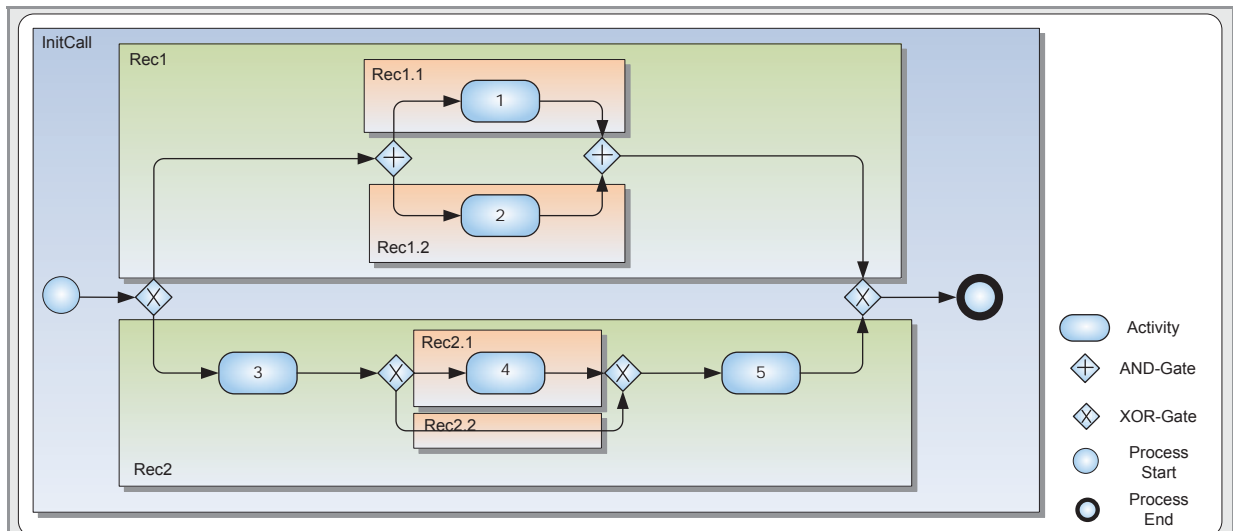 InitCall
Rec1
Rec1.1
1
2
Rec1.2
3
Rec2.1
4
5
Rec2.2
Rec2
Activity
AND-Gate
XOR-Gate
Process
Start
Process
End